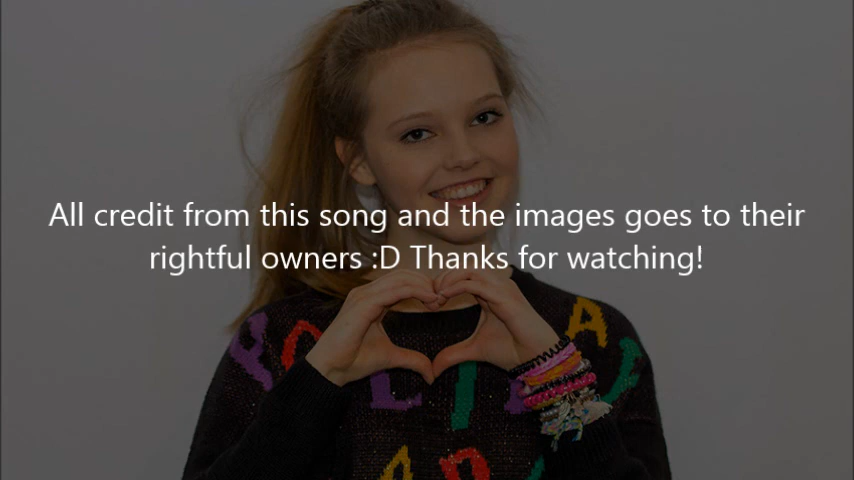 All credit from this song and the images goes to their
rightful owners :D Thanks for watching!